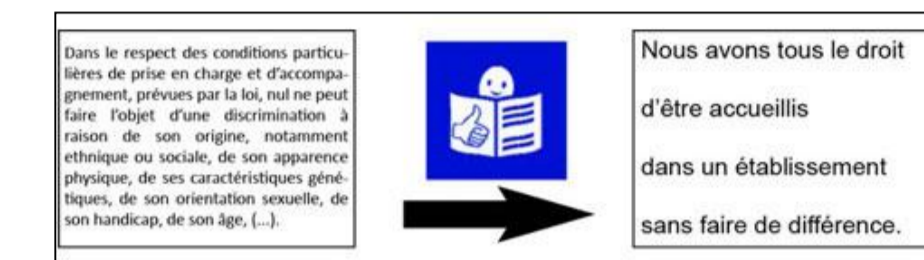 Dans le respect des conditions particu-
lières de prise en charge et d'accompa-
gnement, prévues par la loi, nul ne peut
faire l'objet d'une discrimination à
raison de son origine, notamment
ethnique ou sociale, de son apparence
physique, de ses caractéristiques géné-
tiques, de son orientation sexuelle, de
son handicap, de son âge, (...).
Nous avons tous le droit
d'être accueillis
dans un établissement
sans faire de différence.